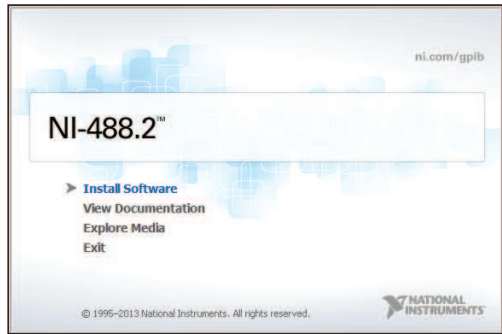 ni.com/gpib
NI-488.2™
Install Software
View Documentation
Explore Media
Exit
© 1995–2013 National Instruments. All rights reserved.
NATIONAL
INSTRUMENTS